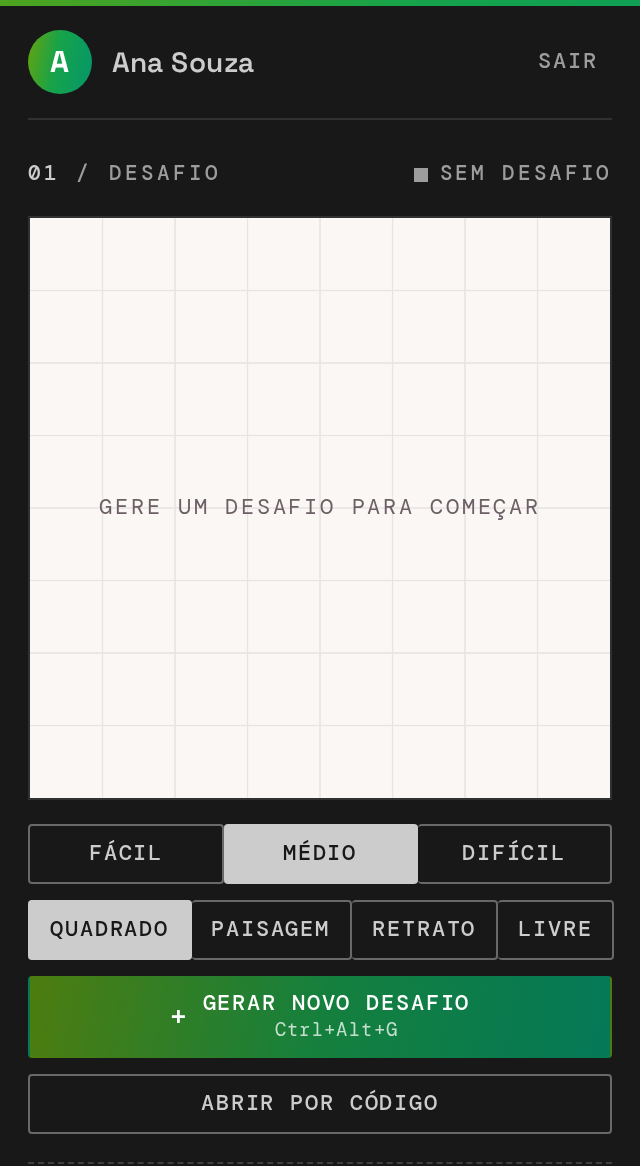 A Ana Souza SAIR
01 / DESAFIO SEM DESAFIO
GERE UM DESAFIO PARA COMEÇAR
FÁCIL MÉDIO DIFÍCIL
QUADRADO PAISAGEM RETRATO LIVRE
+ GERAR NOVO DESAFIO
Ctrl+Alt+G
ABRIR POR CÓDIGO